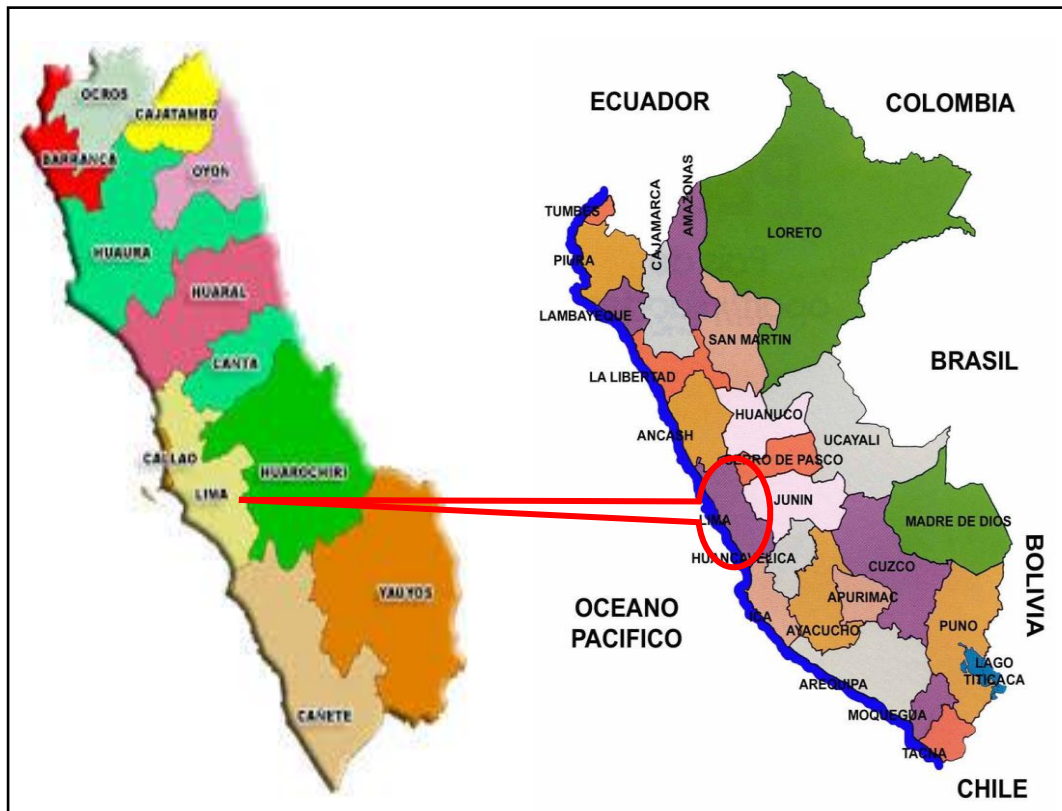 OCROS
CAJATAMBO
BARRANCA
OYON
HUAURA
HUARAL
CANTA
CALLAO
HUAROCHIRI
LIMA
YAUYOS
CAÑETE
ECUADOR
COLOMBIA
TUMBES
CAJAMARCA
AMAZONAS
LORETO
PIURA
LAMBAYEQUE
SAN MARTIN
BRASIL
LA LIBERTAD
HUANUCO
ANCASH
UCAYALI
CERRO DE PASCO
JUNIN
LIMA
MADRE DE DIOS
HUANCAVELICA
CUZCO
BOLIVIA
OCEANO
PACIFICO
APURIMAC
ICA
AYACUCHO
PUNO
LAGO
TITICACA
AREQUIPA
MOQUEGUA
TACNA
CHILE